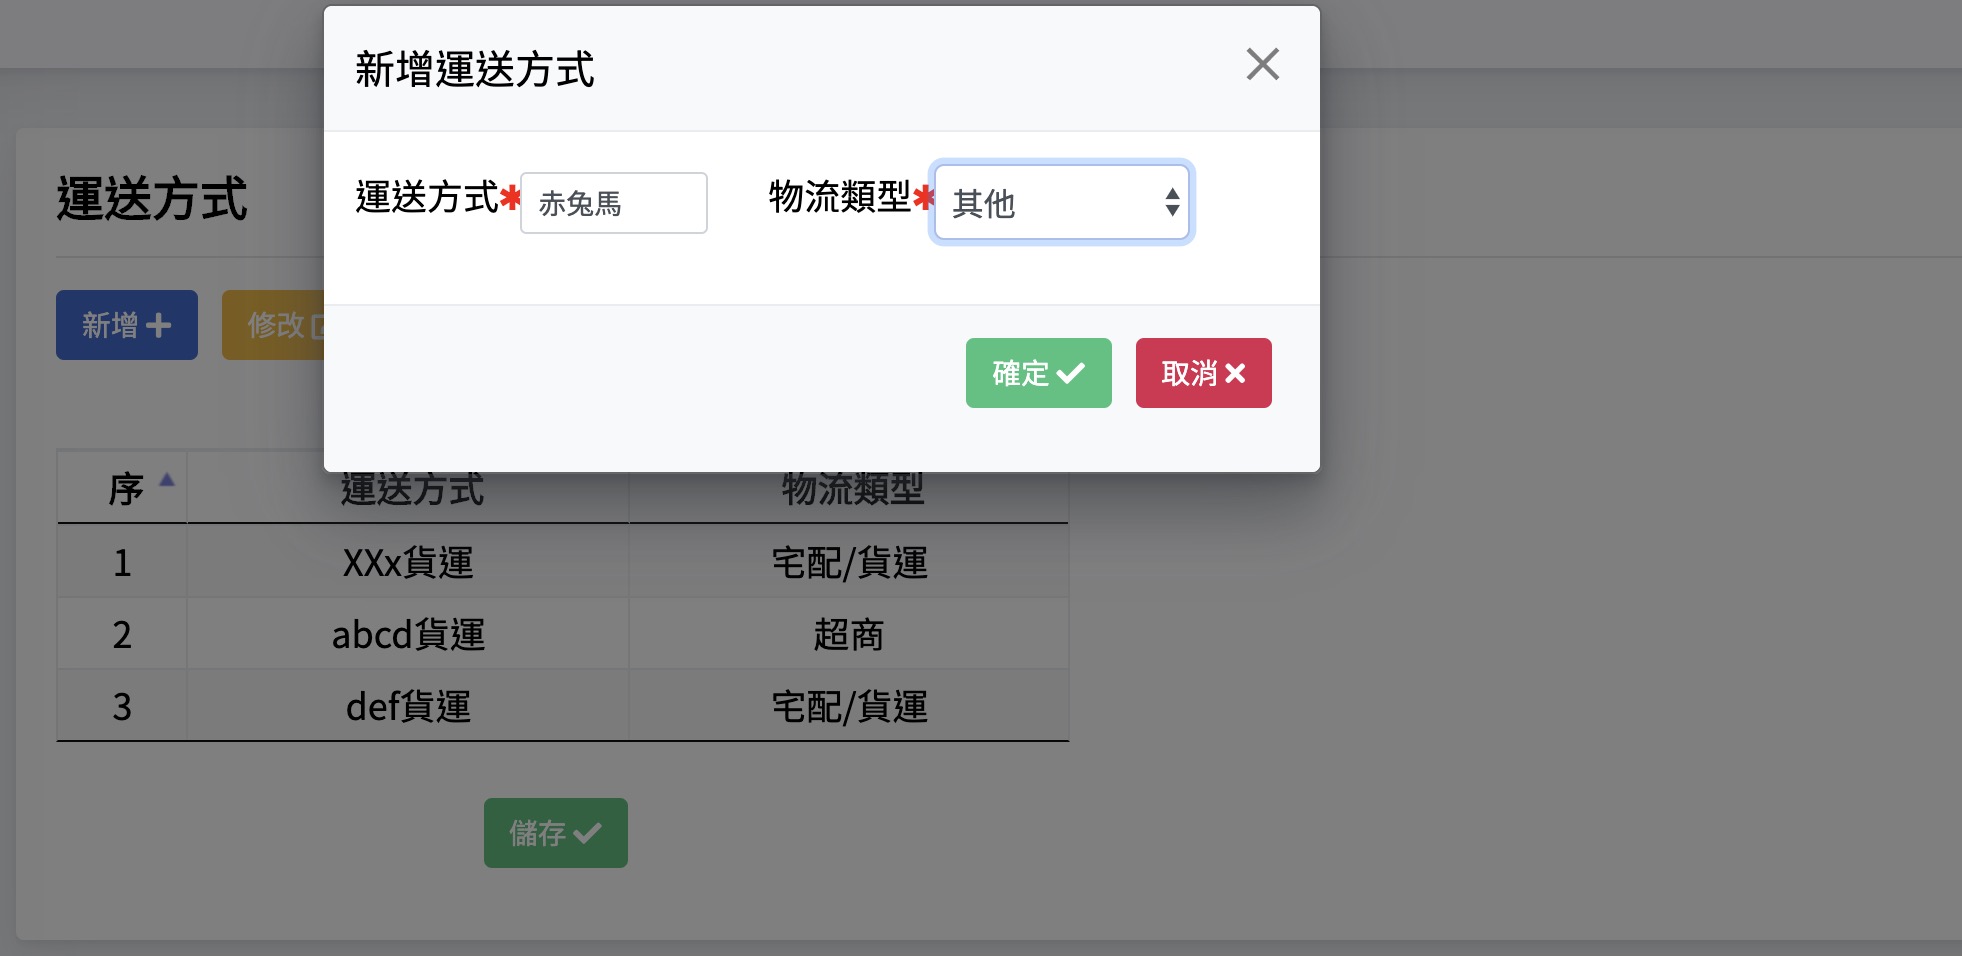 新增運送方式
運送方式* 赤兔馬 物流類型* 其他
確定 取消
運送方式
新增 修改
序 運送方式 物流類型
1 XXx貨運 宅配/貨運
2 abcd貨運 超商
3 def貨運 宅配/貨運
儲存